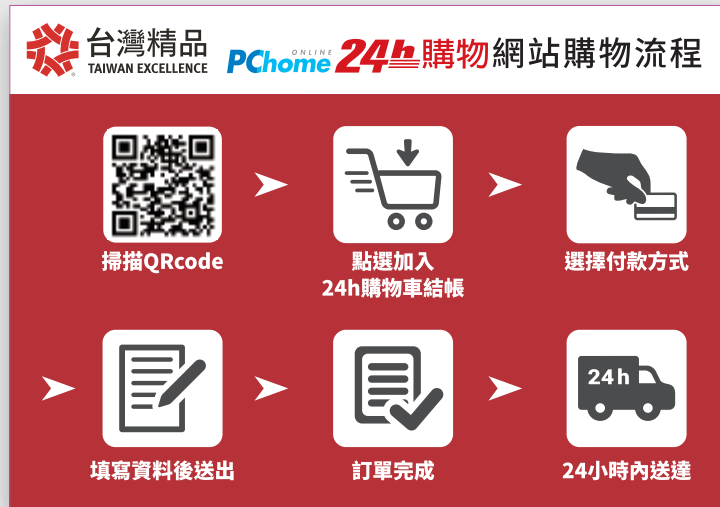 台灣精品
TAIWAN EXCELLENCE
ONLINE
PChome 24h購物網站購物流程
掃描QRcode
點選加入
24h購物車結帳
選擇付款方式
填寫資料後送出
訂單完成
24h
24小時內送達